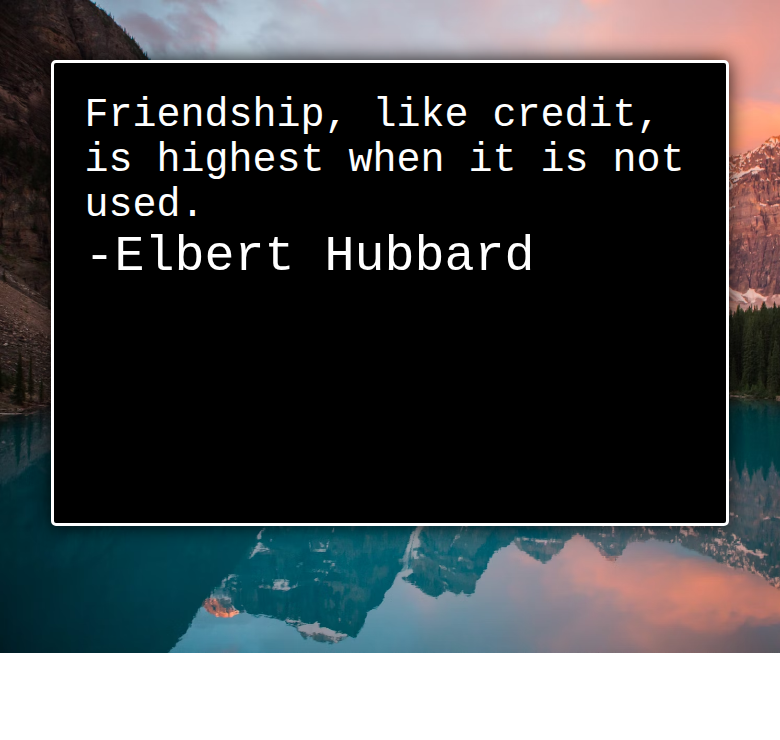 Friendship, like credit,
is highest when it is not
used.
-Elbert Hubbard